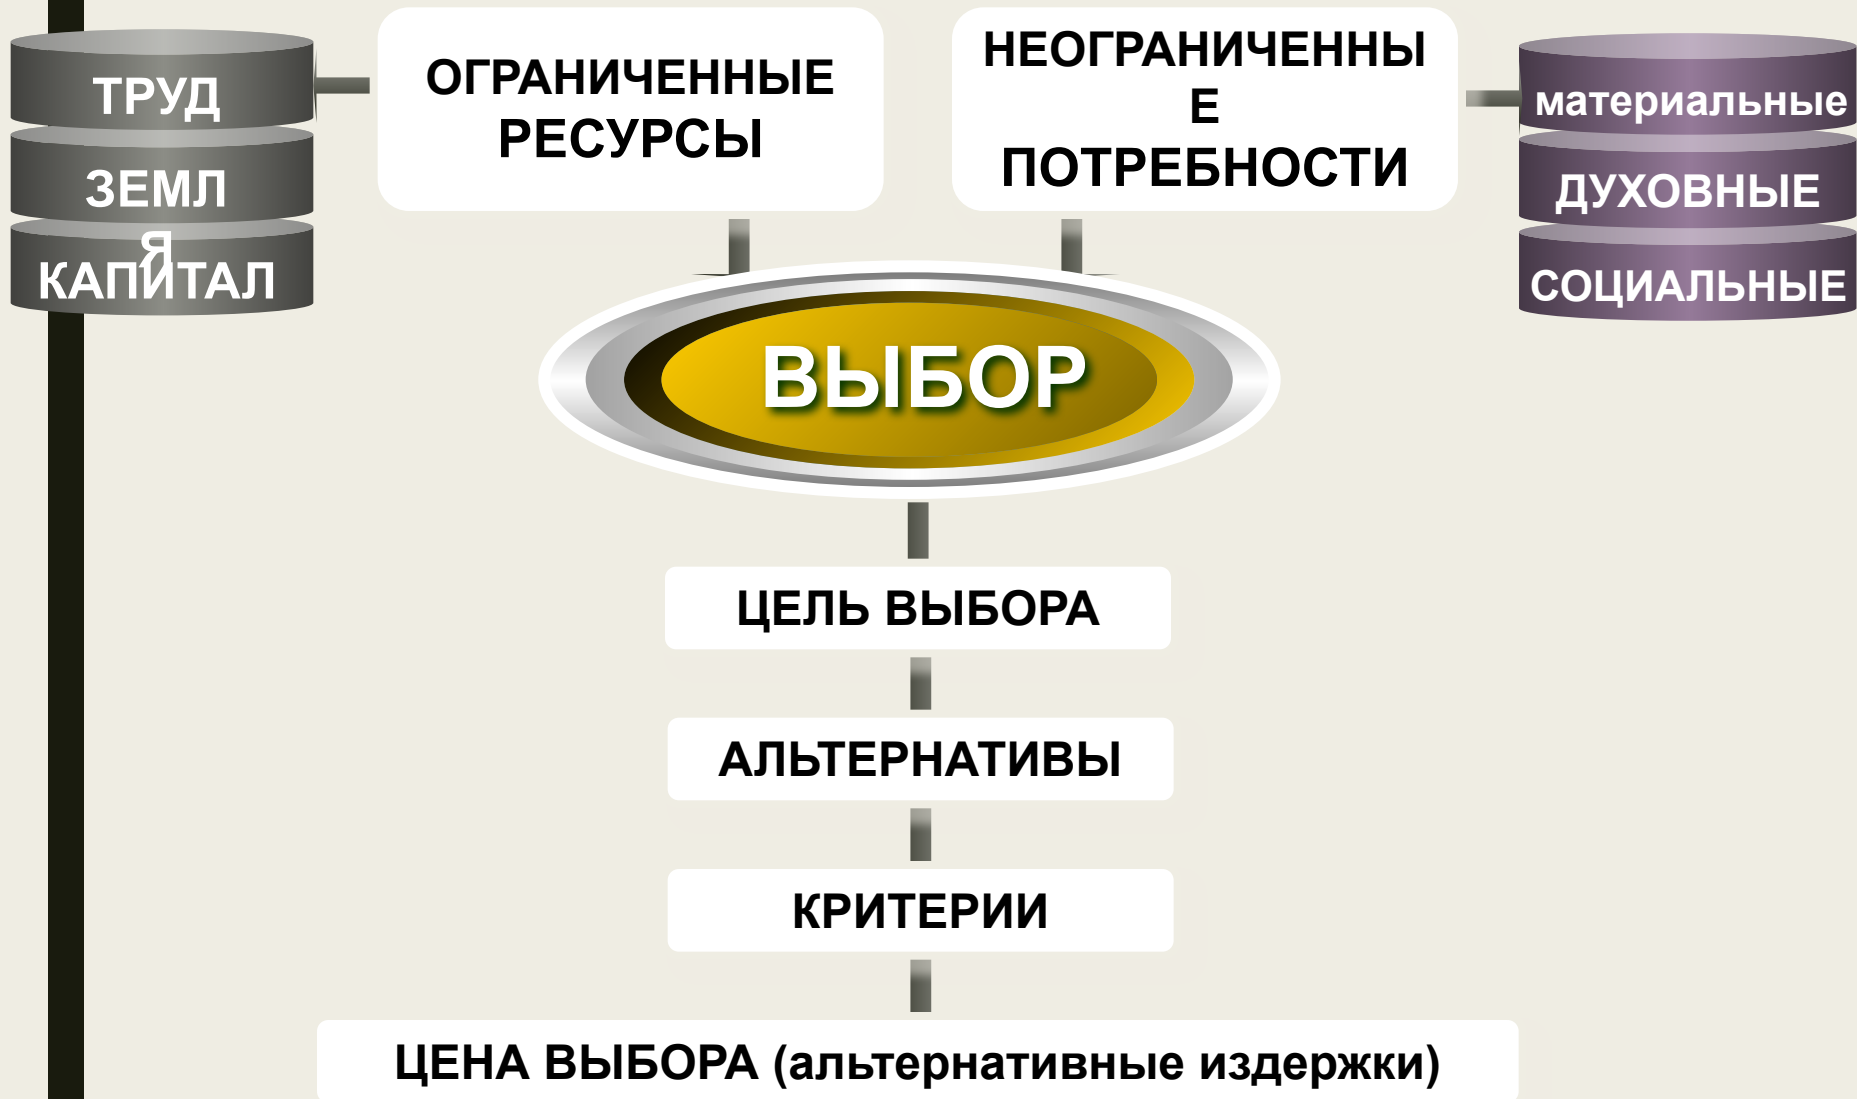 ТРУД
ЗЕМЛ
Я
КАПИТАЛ
ОГРАНИЧЕННЫЕ
РЕСУРСЫ
НЕОГРАНИЧЕННЫ
Е
ПОТРЕБНОСТИ
материальные
ДУХОВНЫЕ
СОЦИАЛЬНЫЕ
ВЫБОР
ЦЕЛЬ ВЫБОРА
АЛЬТЕРНАТИВЫ
КРИТЕРИИ
ЦЕНА ВЫБОРА (альтернативные издержки)